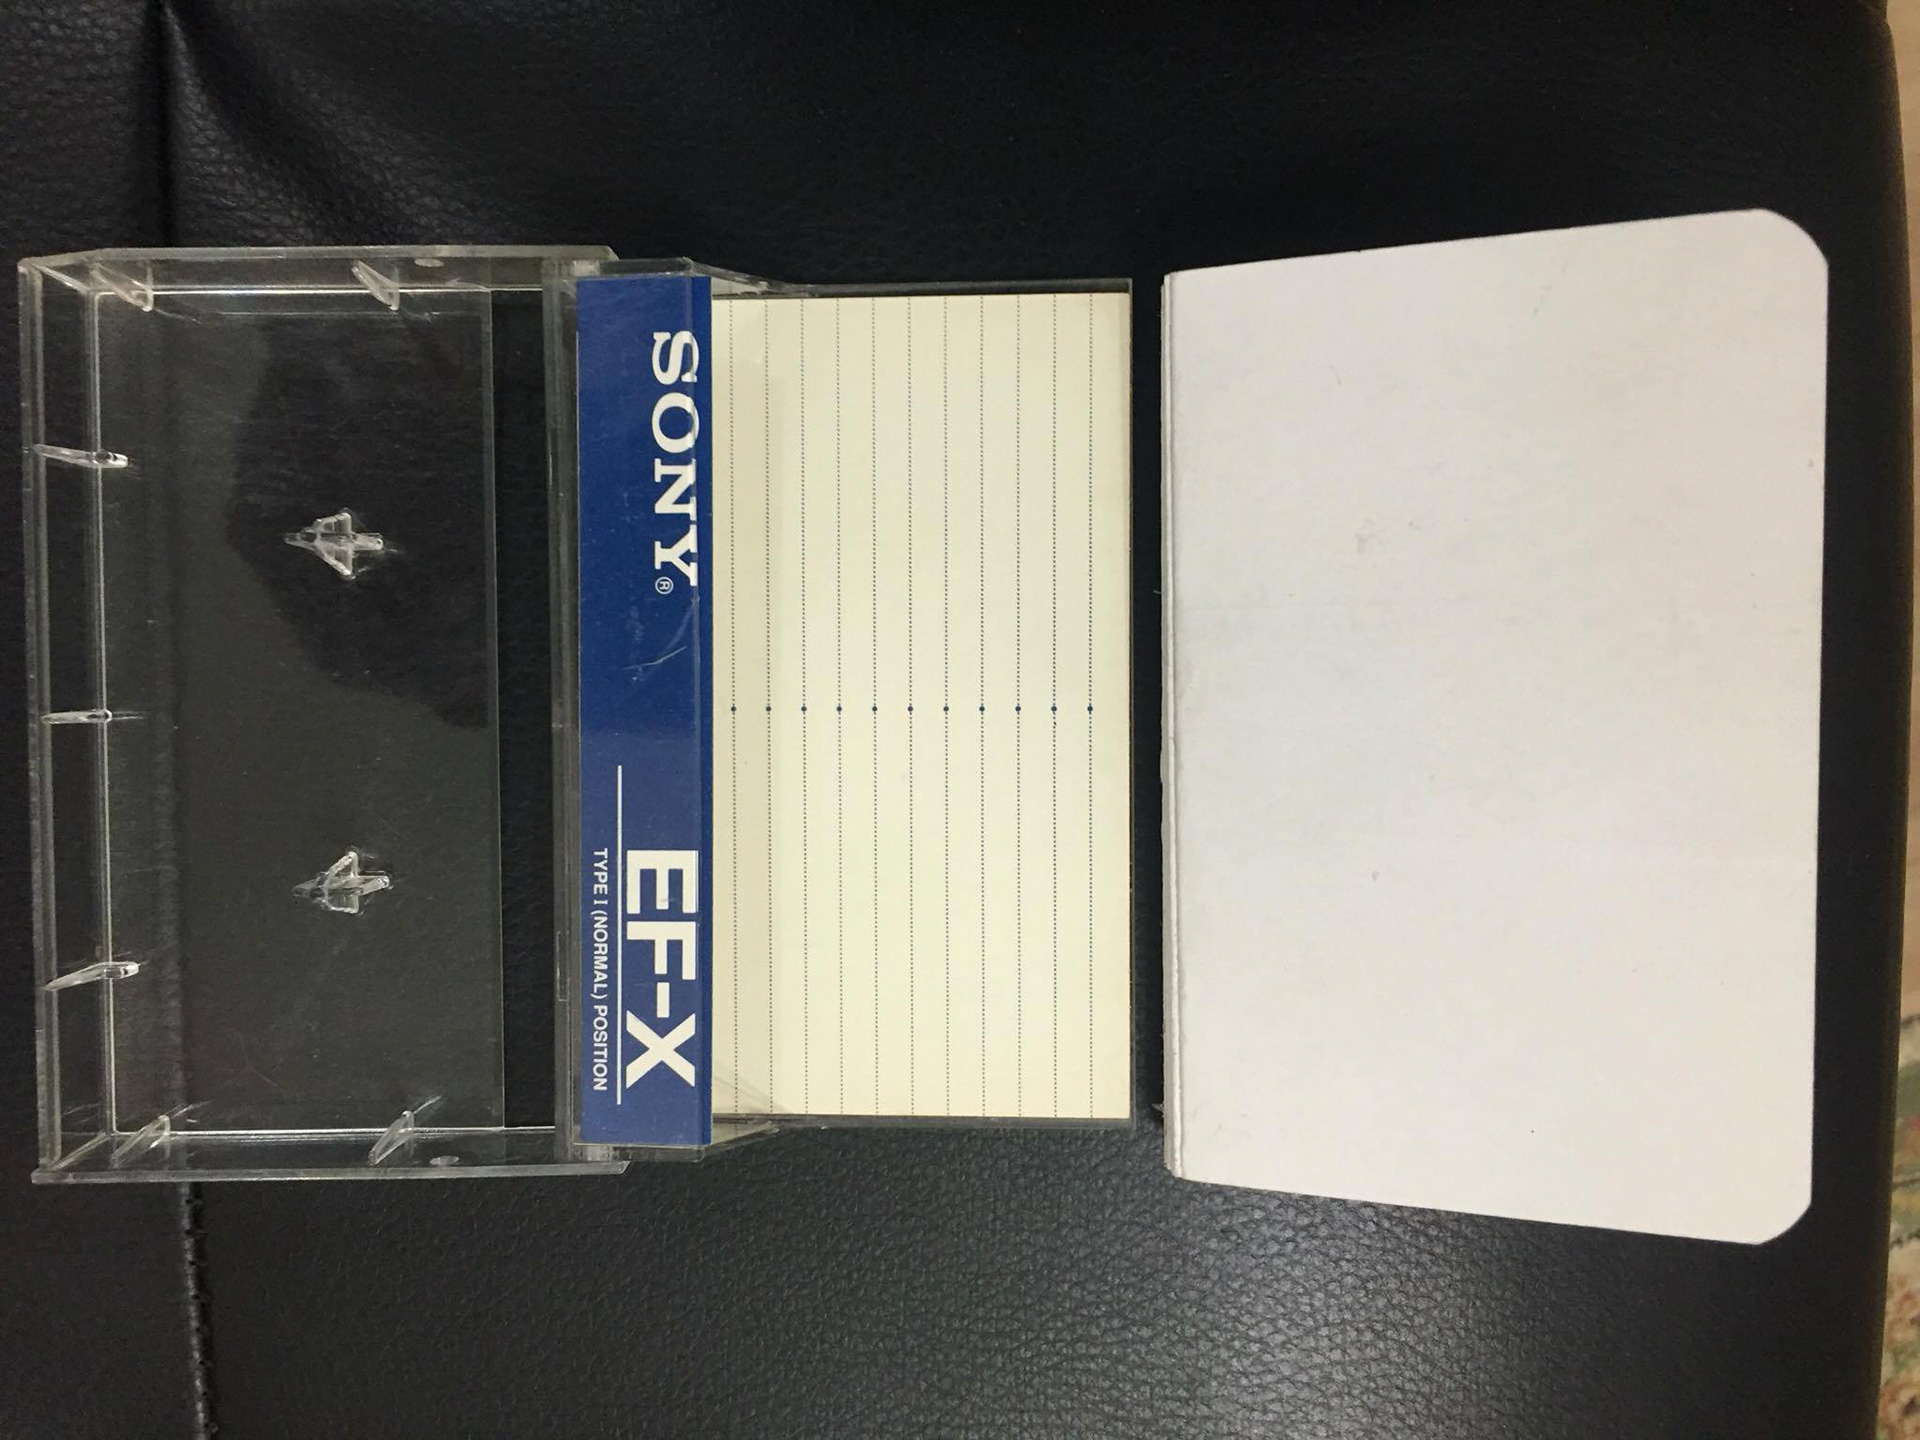 SONY®
EF-X
TYPE I (NORMAL) POSITION